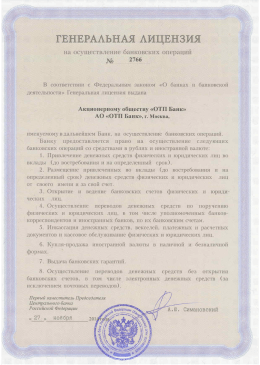 ГЕНЕРАЛЬНАЯ ЛИЦЕНЗИЯ
на осуществление банковских операций
№ 2766
В соответствии с Федеральным законом «О банках и банковской
деятельности» Генеральная лицензия выдана
Акционерному обществу «ОТП Банк»
АО «ОТП Банк», г. Москва,
именуемому в дальнейшем Банк, на осуществление банковских операций.
Банку предоставляется право на осуществление следующих
банковских операций со средствами в рублях и иностранной валюте:
1. Привлечение денежных средств физических и юридических лиц во
вклады (до востребования и на определенный срок).
2. Размещение привлеченных во вклады (до востребования и на
определенный срок) денежных средств физических и юридических лиц
от своего имени и за свой счет.
3. Открытие и ведение банковских счетов физических и юриди-
ческих лиц.
4. Осуществление переводов денежных средств по поручению
физических и юридических лиц, в том числе уполномоченных банков-
корреспондентов и иностранных банков, по их банковским счетам.
5. Инкассация денежных средств, векселей, платежных и расчетных
документов и кассовое обслуживание физических и юридических лиц.
6. Купля-продажа иностранной валюты в наличной и безналичной
формах.
7. Выдача банковских гарантий.
8. Осуществление переводов денежных средств без открытия
банковских счетов, в том числе электронных денежных средств (за
исключением почтовых переводов).
Первый заместитель Председателя
Центрального банка
Российской Федерации
А.Ю. Симановский
« 27 » ноября